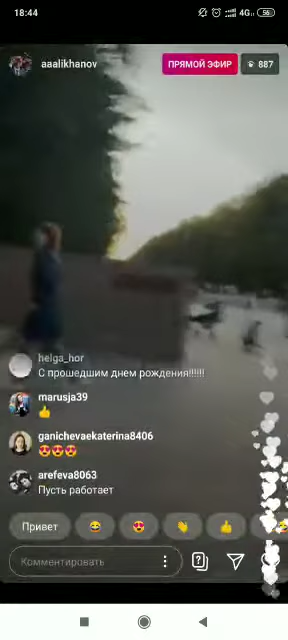 18:44
4G
56
aaalikhanov
ПРЯМОЙ ЭФИР
887
helga_hor
С прошедшим днем рождения!!!!!!
marusja39
👍
ganichevaekaterina8406
😍😍😍
arefeva8063
Пусть работает
Привет 😂 😍 👏 👍 😂
Комментировать